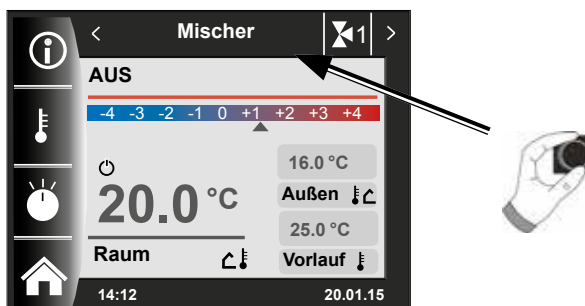 < Mischer 1 >
AUS
-4 -3 -2 -1 0 +1 +2 +3 +4
16.0 °C
Außen
20.0 °C
25.0 °C
Raum
Vorlauf
14:12 20.01.15